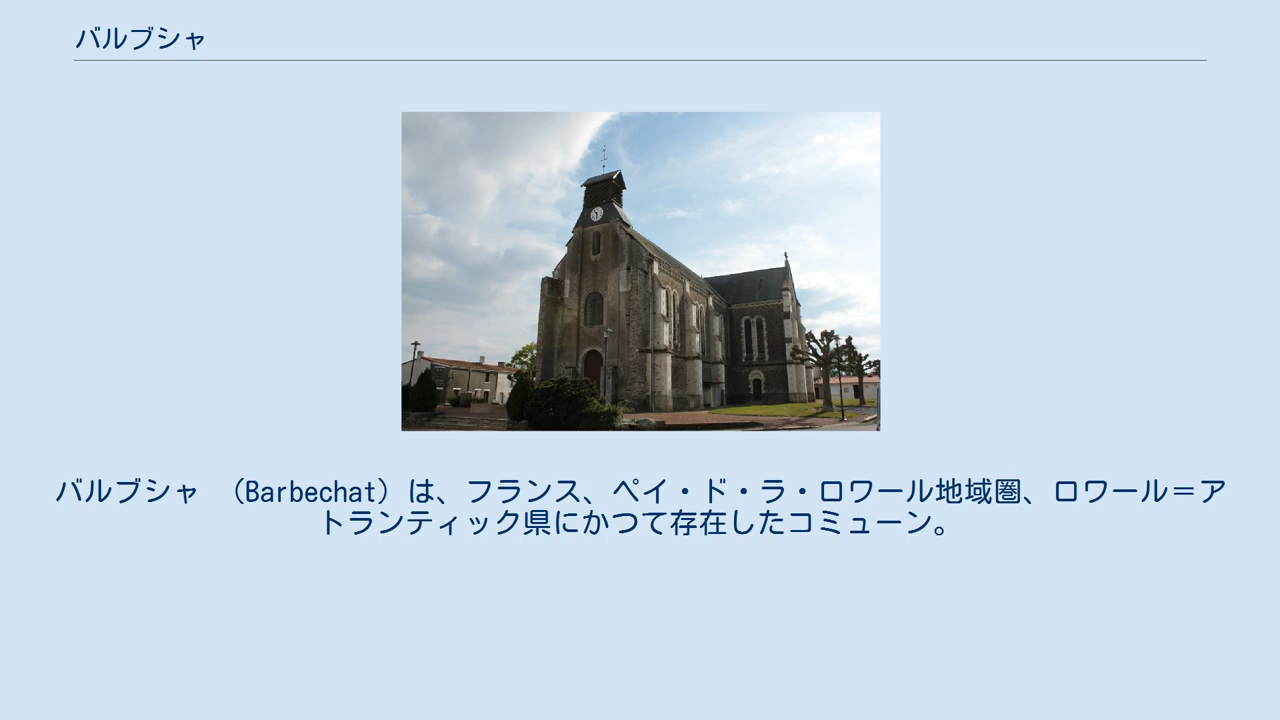 バルブシャ
バルブシャ （Barbechat）は、フランス、ペイ・ド・ラ・ロワール地域圏、ロワール＝ア
トランティック県にかつて存在したコミューン。